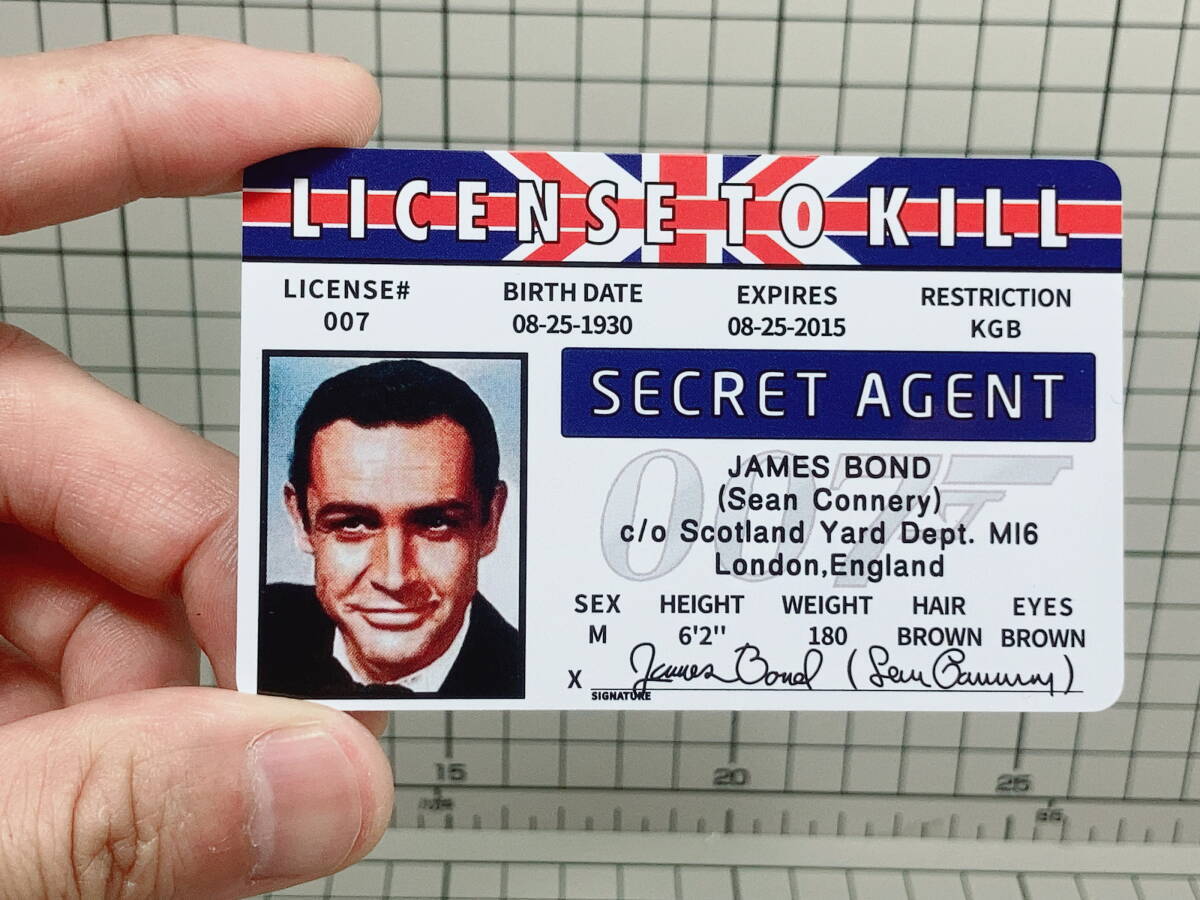 LICENSE TO KILL
LICENSE# BIRTH DATE EXPIRES RESTRICTION
007 08-25-1930 08-25-2015 KGB
SECRET AGENT
007
JAMES BOND
(Sean Connery)
c/o Scotland Yard Dept. MI6
London,England
SEX HEIGHT WEIGHT HAIR EYES
M 6'2'' 180 BROWN BROWN
X James Bond (Sean Connery)
SIGNATURE
15 20 25